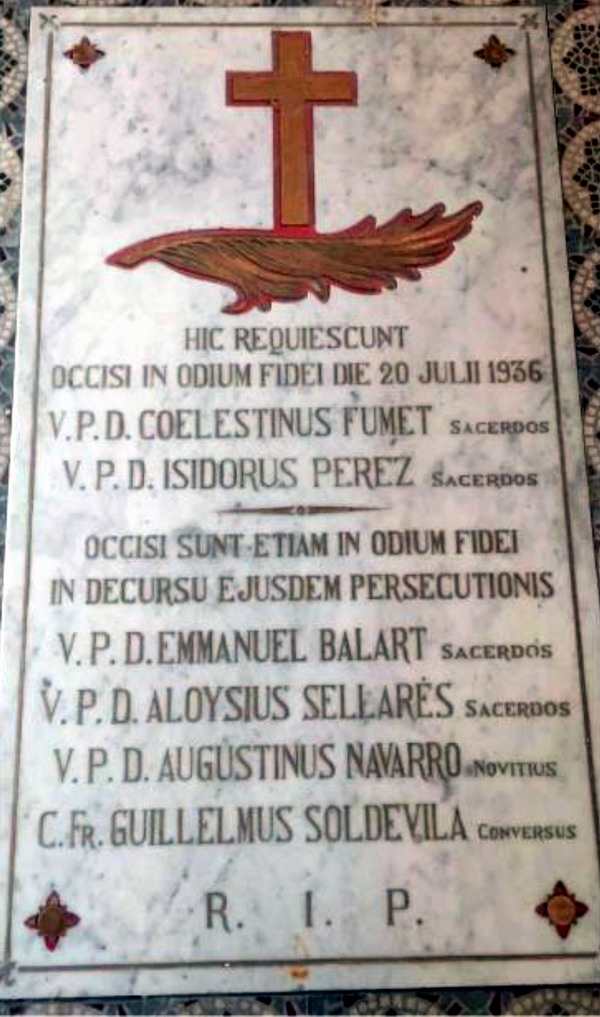 HIC REQUIESCUNT
OCCISI IN ODIUM FIDEI DIE 20 JULII 1936
V.P.D. COELESTINUS FUMET SACERDOS
V.P.D. ISIDORUS PEREZ SACERDOS
OCCISI SUNT ETIAM IN ODIUM FIDEI
IN DECURSU EJUSDEM PERSECUTIONIS
V.P.D. EMMANUEL BALART SACERDOS
V.P.D. ALOYSIUS SELLARÉS SACERDOS
V.P.D. AUGUSTINUS NAVARRO NOVITIUS
C.FR. GUILLELMUS SOLDEVILA CONVERSUS
R. I. P.